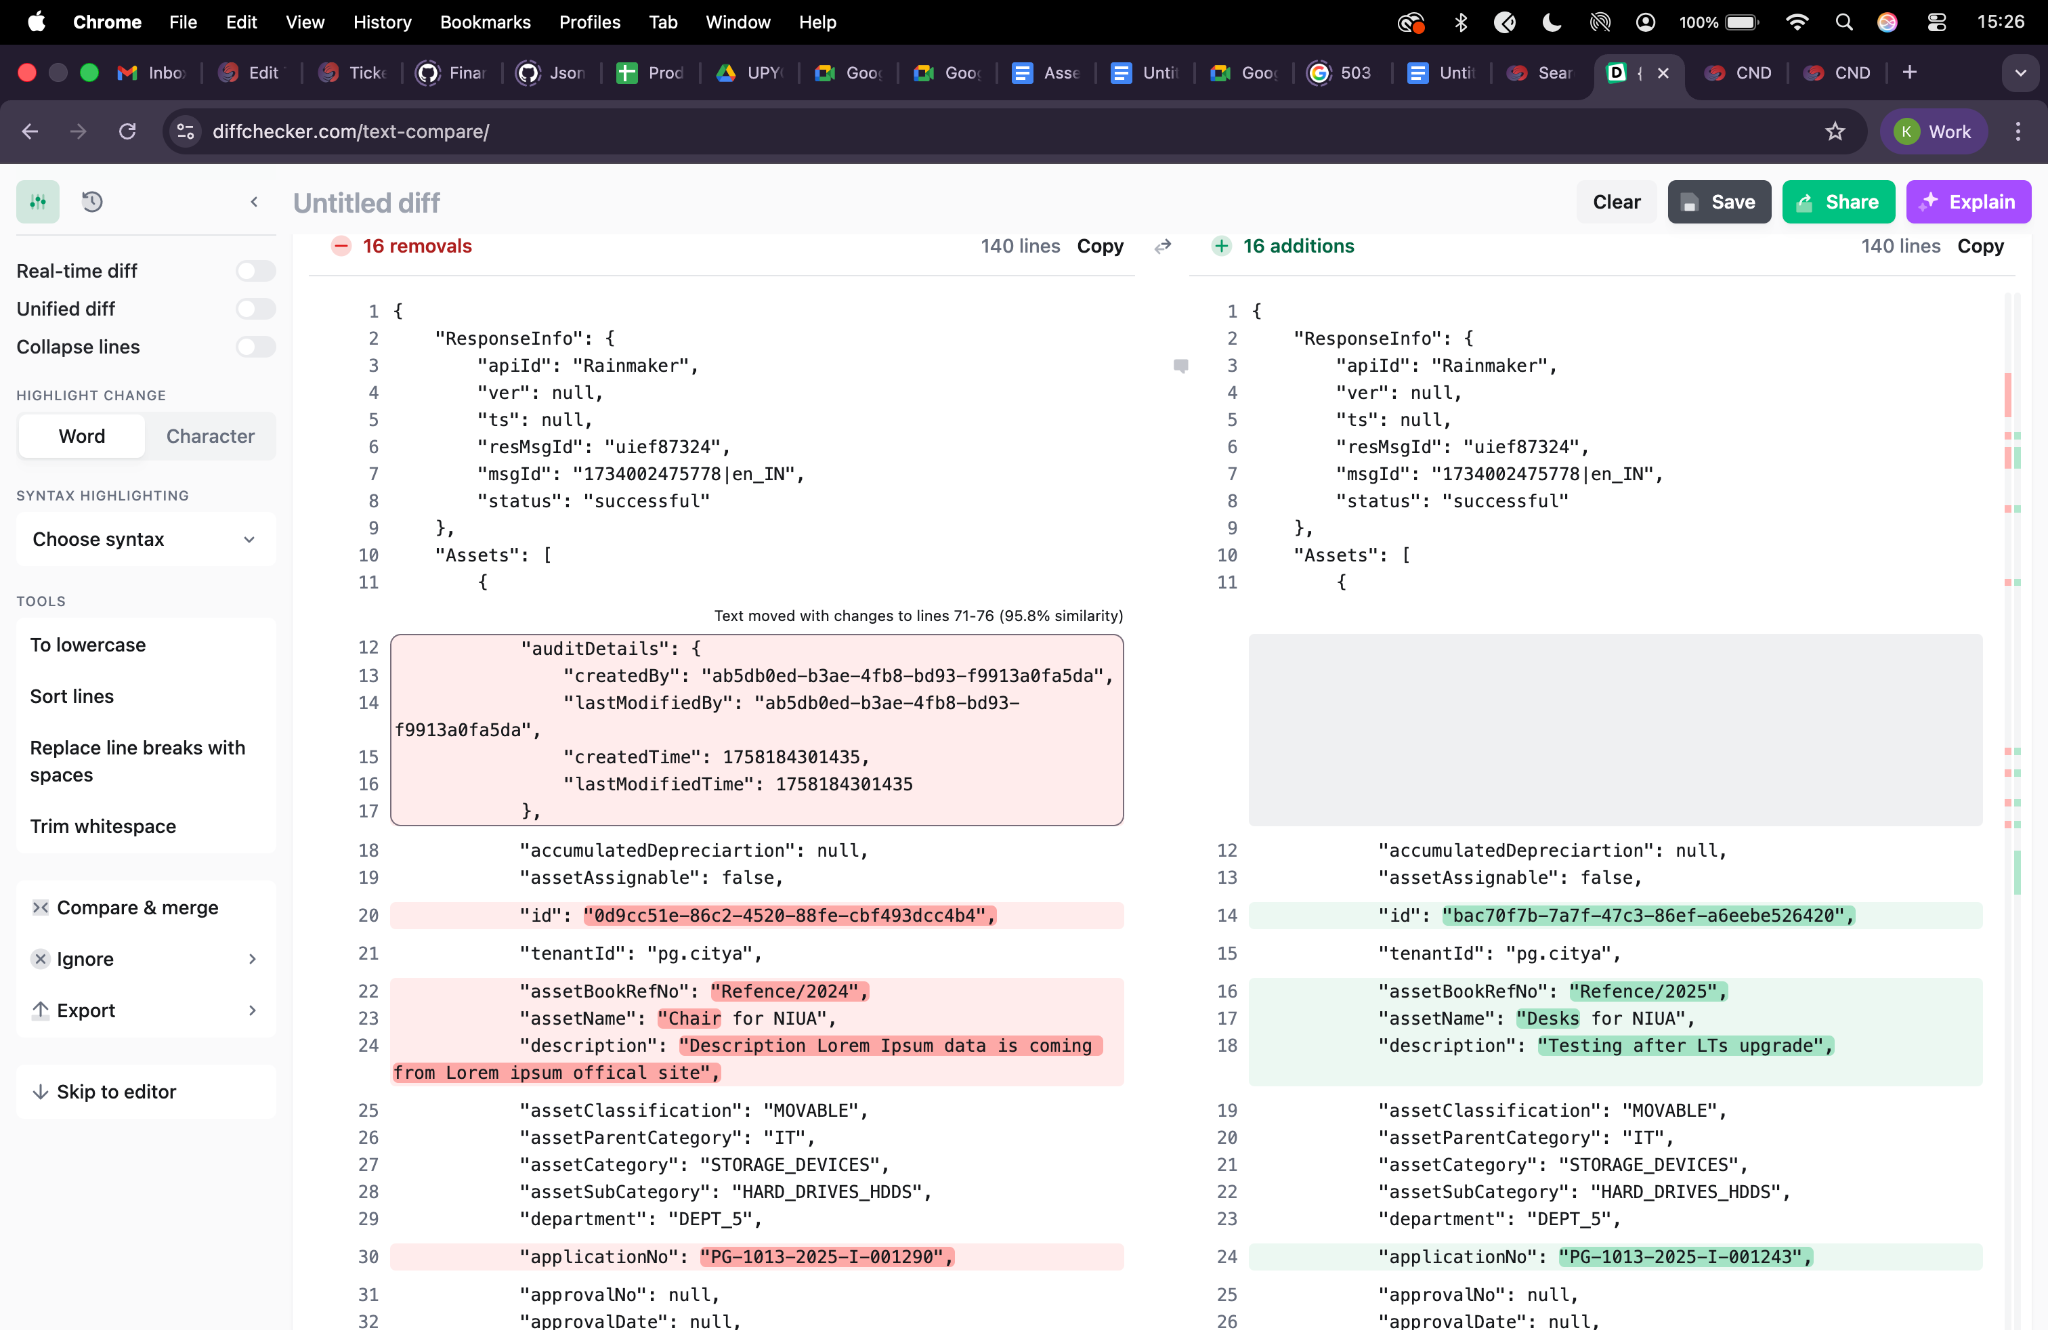 Chrome File Edit View History Bookmarks Profiles Tab Window Help 100% 15:26
Inbo Edit Ticke Finar Json Prod UPY Goog Goog Asse Untit Goog 503 Untit Sear { CND CND
diffchecker.com/text-compare/
K Work
Untitled diff
Clear Save Share Explain
16 removals 140 lines Copy
16 additions 140 lines Copy
Real-time diff
Unified diff
Collapse lines
HIGHLIGHT CHANGE
Word Character
SYNTAX HIGHLIGHTING
Choose syntax
TOOLS
To lowercase
Sort lines
Replace line breaks with
spaces
Trim whitespace
Compare & merge
Ignore
Export
Skip to editor
1 {
2 "ResponseInfo": {
3 "apiId": "Rainmaker",
4 "ver": null,
5 "ts": null,
6 "resMsgId": "uief87324",
7 "msgId": "1734002475778|en_IN",
8 "status": "successful"
9 },
10 "Assets": [
11 {
Text moved with changes to lines 71-76 (95.8% similarity)
12 "auditDetails": {
13 "createdBy": "ab5db0ed-b3ae-4fb8-bd93-f9913a0fa5da",
14 "lastModifiedBy": "ab5db0ed-b3ae-4fb8-bd93-
f9913a0fa5da",
15 "createdTime": 1758184301435,
16 "lastModifiedTime": 1758184301435
17 },
18 "accumulatedDepreciartion": null,
19 "assetAssignable": false,
20 "id": "0d9cc51e-86c2-4520-88fe-cbf493dcc4b4",
21 "tenantId": "pg.citya",
22 "assetBookRefNo": "Refence/2024",
23 "assetName": "Chair for NIUA",
24 "description": "Description Lorem Ipsum data is coming
from Lorem ipsum offical site",
25 "assetClassification": "MOVABLE",
26 "assetParentCategory": "IT",
27 "assetCategory": "STORAGE_DEVICES",
28 "assetSubCategory": "HARD_DRIVES_HDDS",
29 "department": "DEPT_5",
30 "applicationNo": "PG-1013-2025-I-001290",
31 "approvalNo": null,
32 "approvalDate": null,
1 {
2 "ResponseInfo": {
3 "apiId": "Rainmaker",
4 "ver": null,
5 "ts": null,
6 "resMsgId": "uief87324",
7 "msgId": "1734002475778|en_IN",
8 "status": "successful"
9 },
10 "Assets": [
11 {
12 "accumulatedDepreciartion": null,
13 "assetAssignable": false,
14 "id": "bac70f7b-7a7f-47c3-86ef-a6eebe526420",
15 "tenantId": "pg.citya",
16 "assetBookRefNo": "Refence/2025",
17 "assetName": "Desks for NIUA",
18 "description": "Testing after LTs upgrade",
19 "assetClassification": "MOVABLE",
20 "assetParentCategory": "IT",
21 "assetCategory": "STORAGE_DEVICES",
22 "assetSubCategory": "HARD_DRIVES_HDDS",
23 "department": "DEPT_5",
24 "applicationNo": "PG-1013-2025-I-001243",
25 "approvalNo": null,
26 "approvalDate": null,